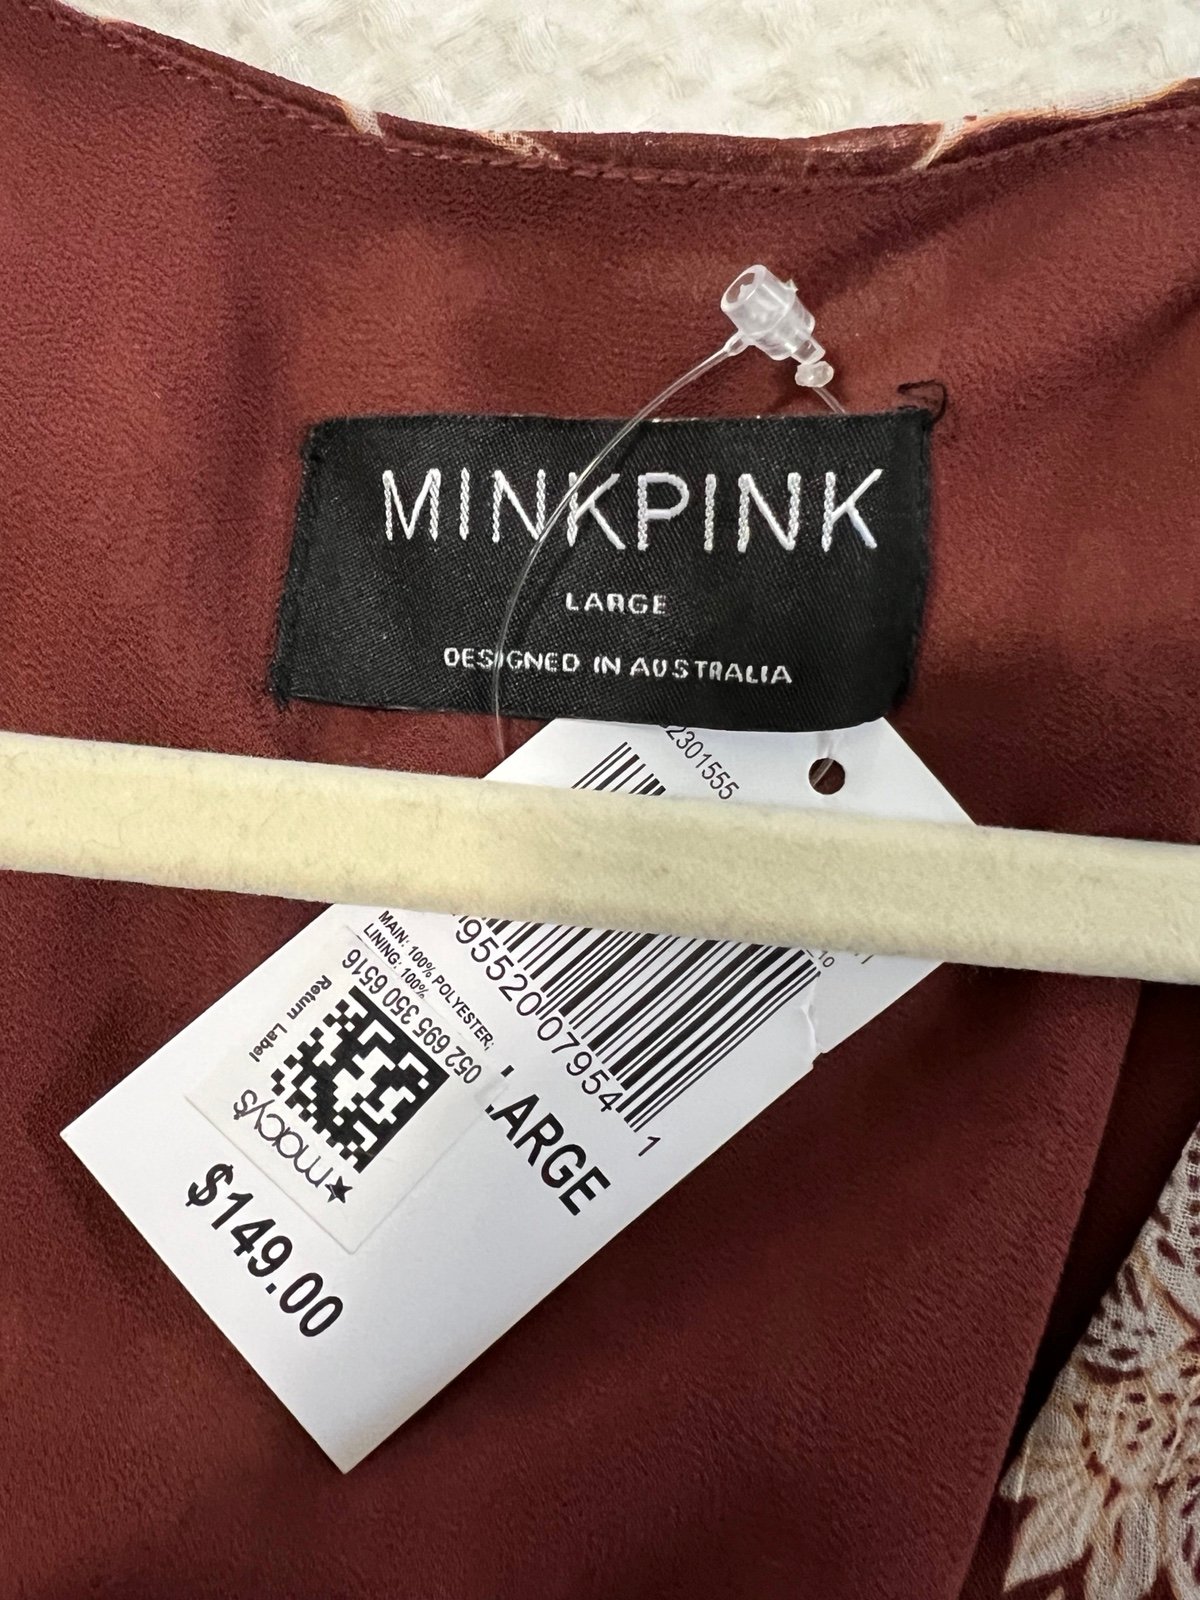 MINKPINK
LARGE
DESIGNED IN AUSTRALIA
2301555
10
MAIN: 100% POLYESTER;
LINING: 100%
95520 07954 1
052 695 350 6516
Return Label
macy's
LARGE
$149.00